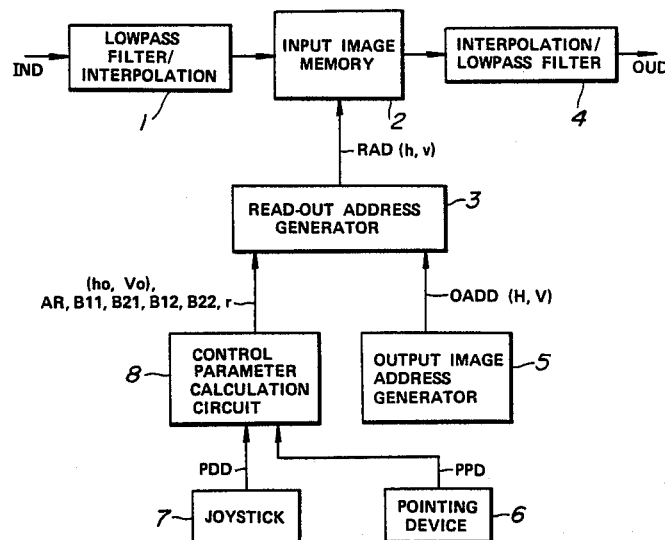 LOWPASS
FILTER/
INTERPOLATION
INPUT IMAGE
MEMORY
INTERPOLATION/
LOWPASS FILTER
IND
OUD
1
2
4
RAD (h, v)
READ-OUT ADDRESS
GENERATOR
3
(ho, Vo),
AR, B11, B21, B12, B22, r
OADD (H, V)
CONTROL
PARAMETER
CALCULATION
CIRCUIT
8
OUTPUT IMAGE
ADDRESS
GENERATOR
5
PDD
PPD
7
JOYSTICK
POINTING
DEVICE
6